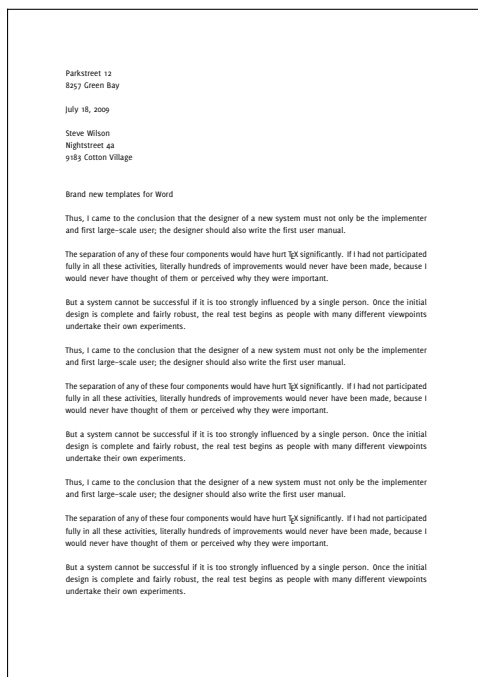 Parkstreet 12
8257 Green Bay
July 18, 2009
Steve Wilson
Nightstreet 4a
9183 Cotton Village
Brand new templates for Word
Thus, I came to the conclusion that the designer of a new system must not only be the implementer
and first large-scale user; the designer should also write the first user manual.
The separation of any of these four components would have hurt TEX significantly. If I had not participated
fully in all these activities, literally hundreds of improvements would never have been made, because I
would never have thought of them or perceived why they were important.
But a system cannot be successful if it is too strongly influenced by a single person. Once the initial
design is complete and fairly robust, the real test begins as people with many different viewpoints
undertake their own experiments.
Thus, I came to the conclusion that the designer of a new system must not only be the implementer
and first large-scale user; the designer should also write the first user manual.
The separation of any of these four components would have hurt TEX significantly. If I had not participated
fully in all these activities, literally hundreds of improvements would never have been made, because I
would never have thought of them or perceived why they were important.
But a system cannot be successful if it is too strongly influenced by a single person. Once the initial
design is complete and fairly robust, the real test begins as people with many different viewpoints
undertake their own experiments.
Thus, I came to the conclusion that the designer of a new system must not only be the implementer
and first large-scale user; the designer should also write the first user manual.
The separation of any of these four components would have hurt TEX significantly. If I had not participated
fully in all these activities, literally hundreds of improvements would never have been made, because I
would never have thought of them or perceived why they were important.
But a system cannot be successful if it is too strongly influenced by a single person. Once the initial
design is complete and fairly robust, the real test begins as people with many different viewpoints
undertake their own experiments.